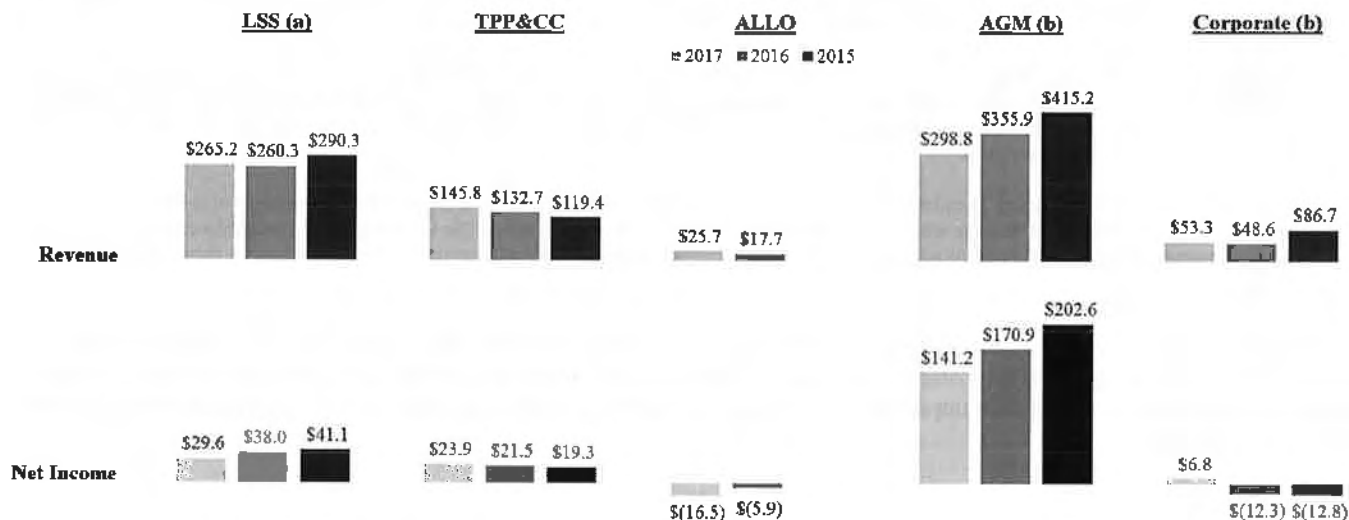 LSS (a) TPP&CC ALLO AGM (b) Corporate (b)
2017 2016 2015
$415.2
$355.9
$290.3 $298.8
$265.2 $260.3
$145.8 $132.7 $119.4
$86.7
$25.7 $17.7 $53.3 $48.6
Revenue
$202.6
$170.9
$141.2
$29.6 $38.0 $41.1 $23.9 $21.5 $19.3
$6.8
Net Income
$(16.5) $(5.9) $(12.3) $(12.8)